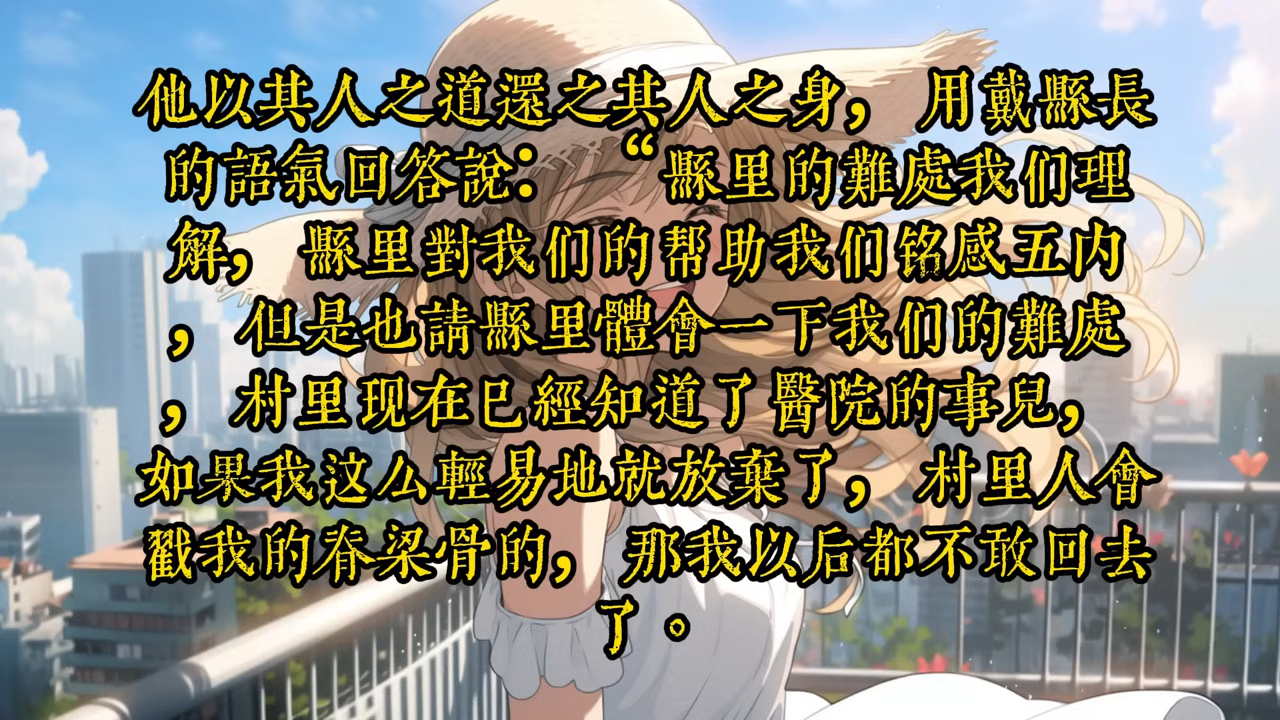 他以其人之道還之其人之身， 用戴縣長
的語氣回答說： “縣里的難處我们理
解， 縣里對我们的帮助我们铭感五内
， 但是也請縣里體會一下我们的難處
， 村里现在已經知道了醫院的事兒，
如果我这么輕易地就放棄了， 村里人會
戳我的脊梁骨的， 那我以后都不敢回去
了。